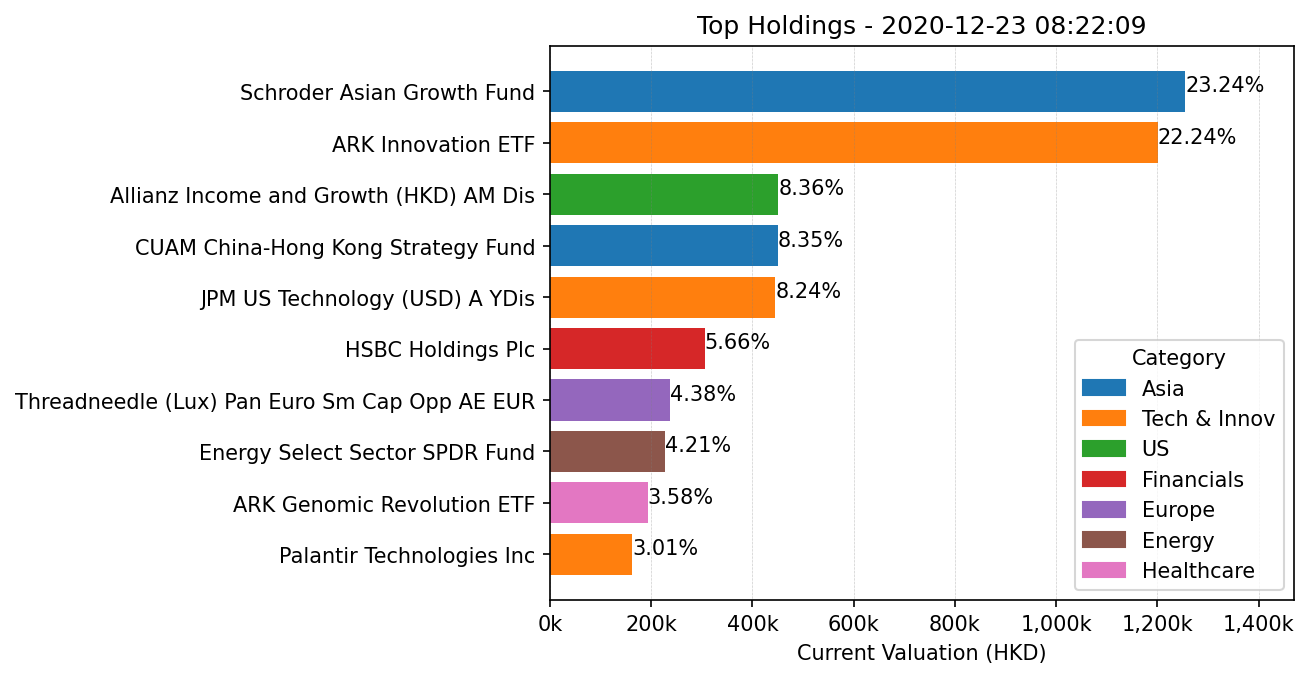 Top Holdings - 2020-12-23 08:22:09
Schroder Asian Growth Fund 23.24%
ARK Innovation ETF 22.24%
Allianz Income and Growth (HKD) AM Dis 8.36%
CUAM China-Hong Kong Strategy Fund 8.35%
JPM US Technology (USD) A YDis 8.24%
HSBC Holdings Plc 5.66%
Threadneedle (Lux) Pan Euro Sm Cap Opp AE EUR 4.38%
Energy Select Sector SPDR Fund 4.21%
ARK Genomic Revolution ETF 3.58%
Palantir Technologies Inc 3.01%
Category
Asia
Tech & Innov
US
Financials
Europe
Energy
Healthcare
0k 200k 400k 600k 800k 1,000k 1,200k 1,400k
Current Valuation (HKD)